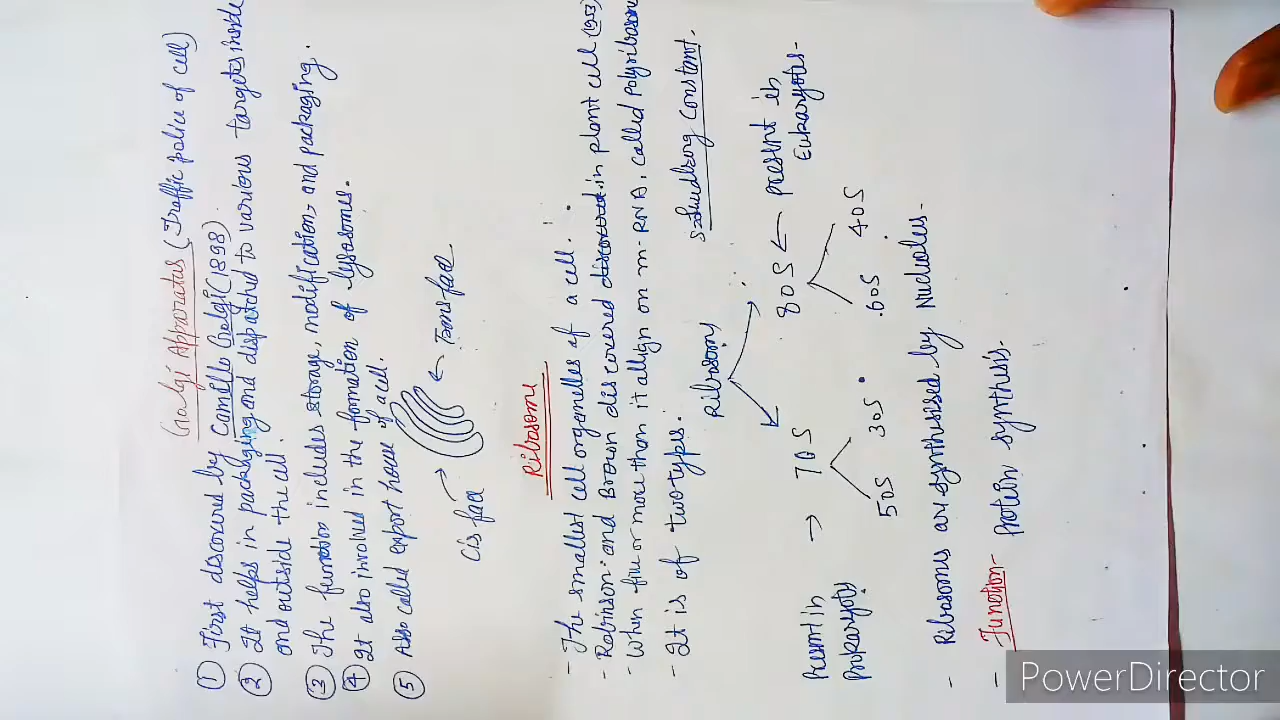 Golgi Apparatus (Traffic police of cell)
① First discovered by Camillo Golgi (1898)
② It helps in packaging and dispatched to various targets inside
and outside the cell.
③ The function includes storage, modification, and packaging.
④ It also involved in the formation of lysosomes.
⑤ Also called export house of a cell.
Cis face → ← Trans face
Ribosome
- The smallest cell organelles of a cell.
- Robinson and Brown discovered in plant cell
- When five or more than it allign on m-RNA, called polyribosome
- It is of two types.
Svedberg Constant.
Ribosome
Present in → 70S 80S ← Present in
Prokaryotes Eukaryotes.
50S 30S 60S 40S
- Ribosomes are synthesised by Nucleolus.
- Function- Protein synthesis.
PowerDirector